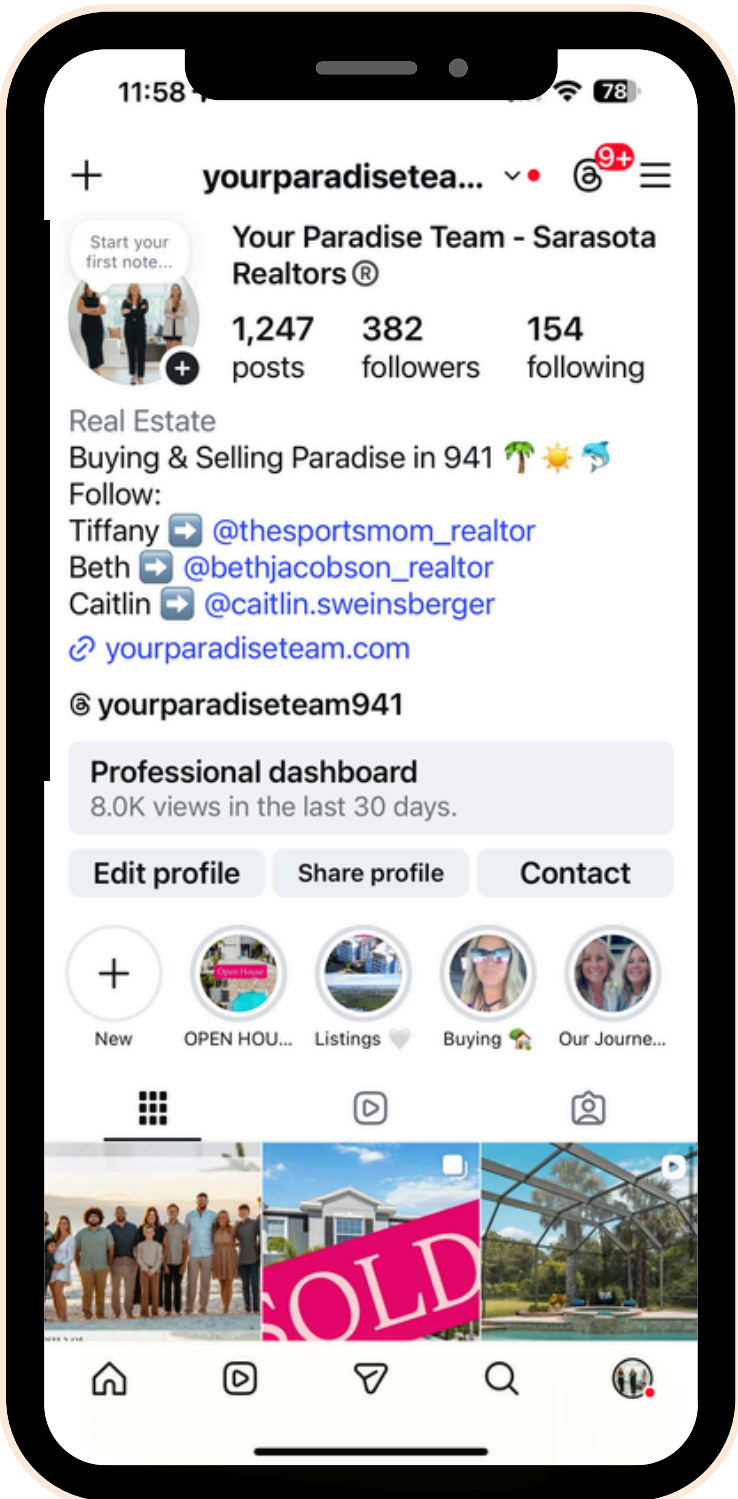 11:58
78
yourparadisetea...
9+
Start your
first note...
Your Paradise Team - Sarasota
Realtors®
1,247 382 154
posts followers following
Real Estate
Buying & Selling Paradise in 941 🌴☀️🐬
Follow:
Tiffany ➡️ @thesportsmom_realtor
Beth ➡️ @bethjacobson_realtor
Caitlin ➡️ @caitlin.sweinsberger
yourparadiseteam.com
yourparadiseteam941
Professional dashboard
8.0K views in the last 30 days.
Edit profile Share profile Contact
Open House
New OPEN HOU... Listings 🤍 Buying 🏡 Our Journe...
SOLD